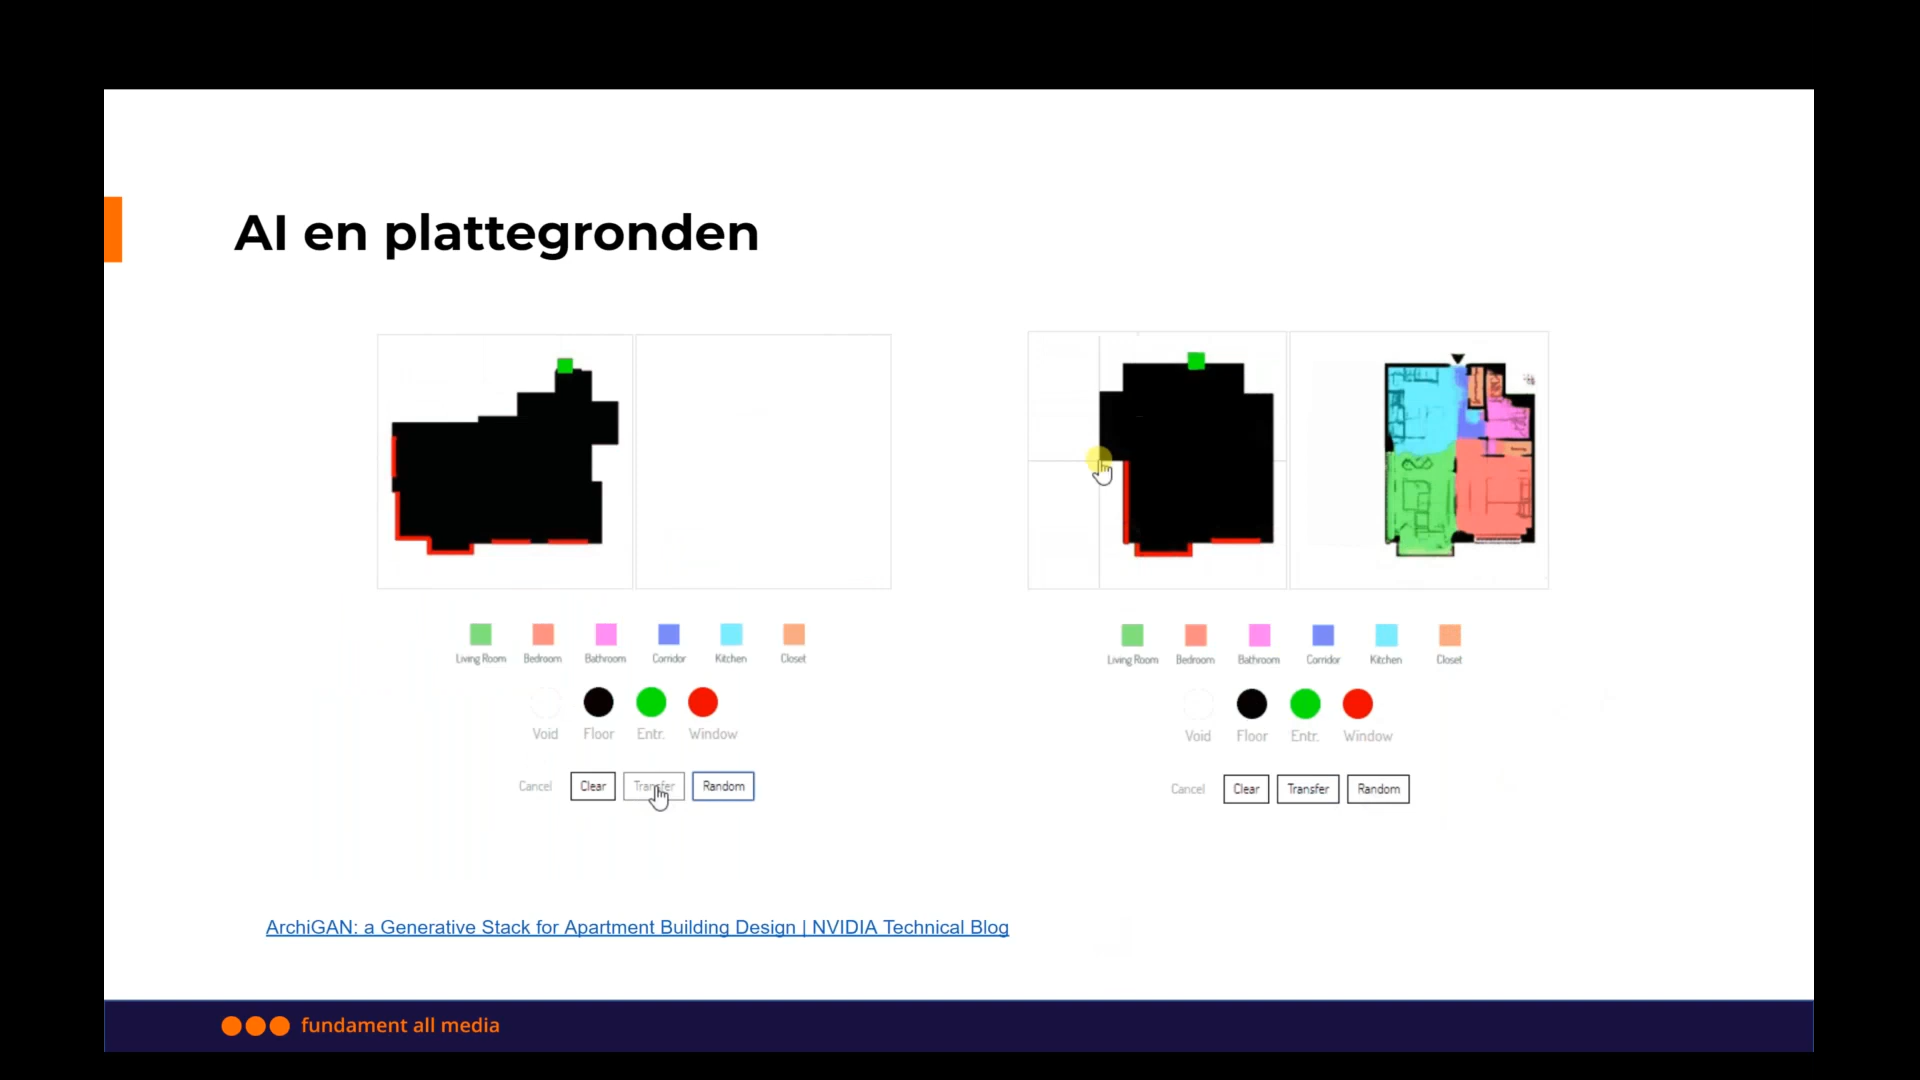 AI en plattegronden
Living Room Bedroom Bathroom Corridor Kitchen Closet
Void Floor Entr. Window
Cancel Clear Transfer Random
Living Room Bedroom Bathroom Corridor Kitchen Closet
Void Floor Entr. Window
Cancel Clear Transfer Random
ArchiGAN: a Generative Stack for Apartment Building Design | NVIDIA Technical Blog
fundament all media